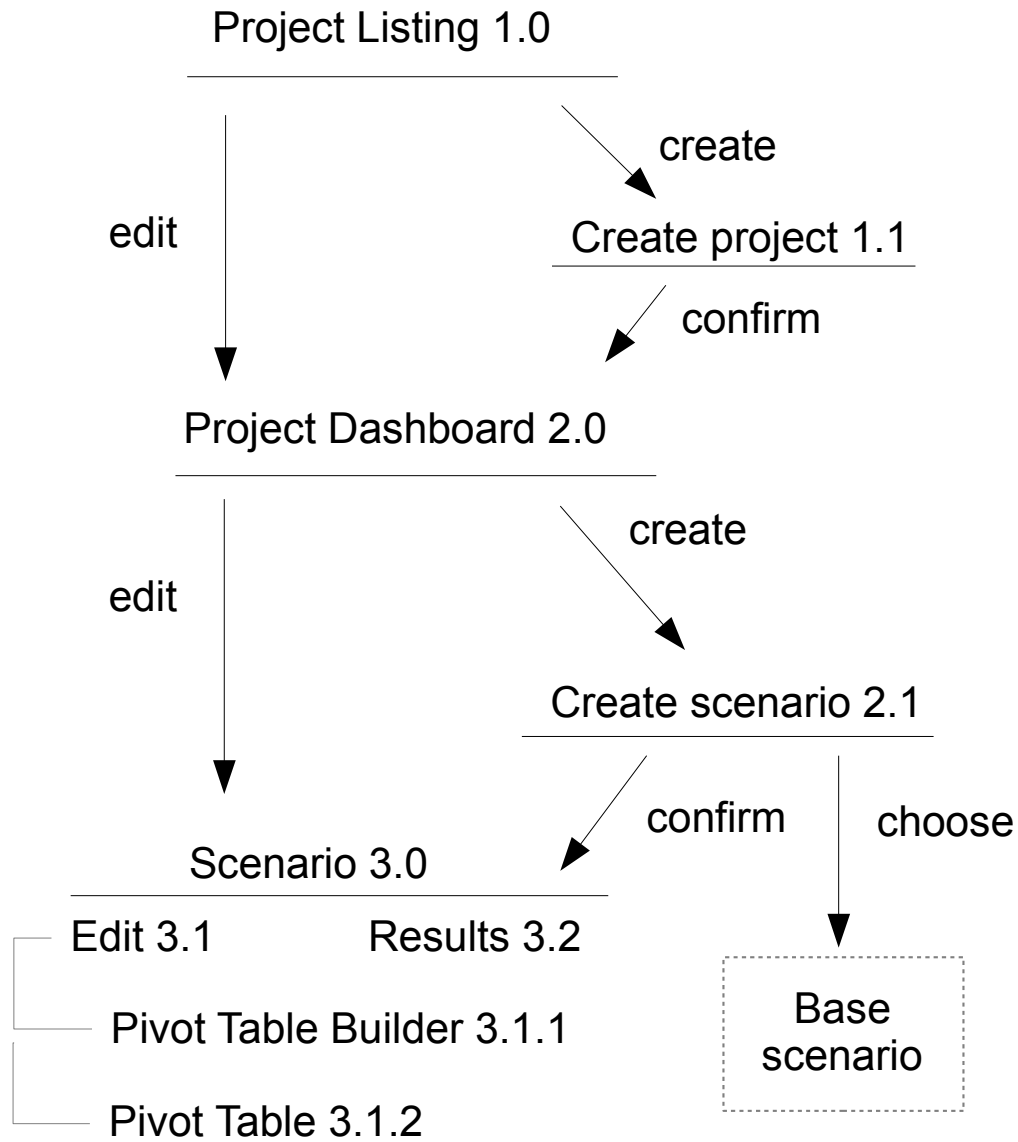 Project Listing 1.0
create
edit
Create project 1.1
confirm
Project Dashboard 2.0
create
edit
Create scenario 2.1
confirm
choose
Scenario 3.0
Edit 3.1
Results 3.2
Pivot Table Builder 3.1.1
Pivot Table 3.1.2
Base
scenario